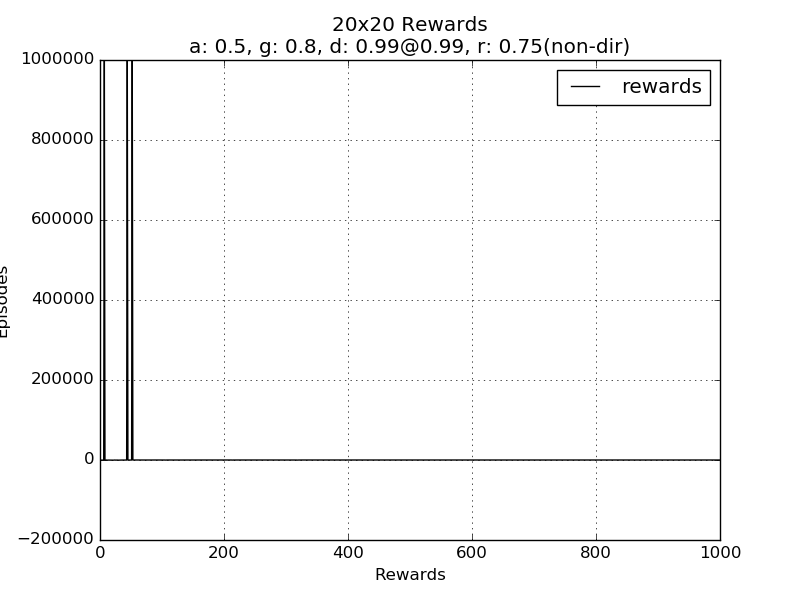 20x20 Rewards
a: 0.5, g: 0.8, d: 0.99@0.99, r: 0.75(non-dir)
rewards
1000000
800000
600000
400000
200000
0
−200000
Episodes
0 200 400 600 800 1000
Rewards